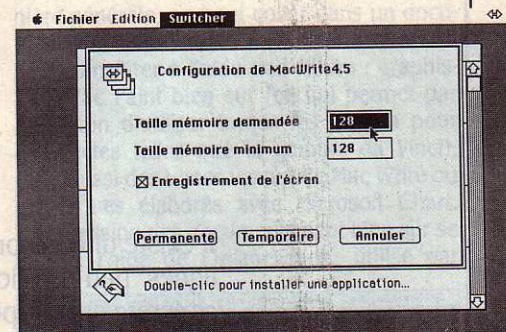 Fichier Edition Switcher
Configuration de MacWrite4.5
Taille mémoire demandée 128
Taille mémoire minimum 128
Enregistrement de l'écran
Permanente Temporaire Annuler
Double-clic pour installer une application...